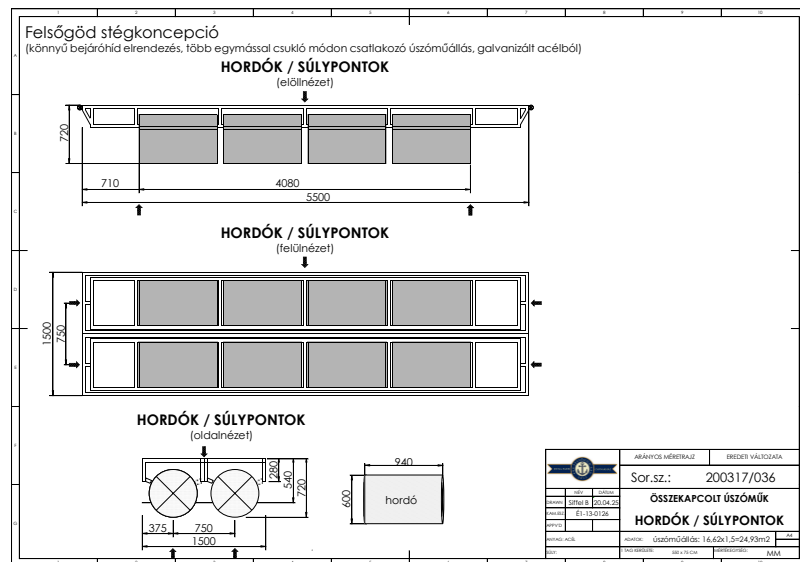 Felsőgöd stégkoncepció
(könnyű bejáróhíd elrendezés, több egymással csukló módon csatlakozó úszóműállás, galvanizált acélból)
HORDÓK / SÚLYPONTOK
(elölnézet)
720
710
4080
5500
HORDÓK / SÚLYPONTOK
(felülnézet)
1500
750
HORDÓK / SÚLYPONTOK
(oldalnézet)
280
540
720
375
750
1500
940
600
hordó
ARÁNYOS MÉRETRAJZ
EREDETI VÁLTOZATA
Sor.sz.: 200317/036
ÖSSZEKAPCOLT ÚSZÓMŰK
HORDÓK / SÚLYPONTOK
NÉV DÁTUM
DRAWN Siffel B 20.04.25
É1-13-0126
APPV'D
ANYAG: ACÉL
ADATOK: úszóműállás: 16,62x1,5=24,93m2
A4
MM